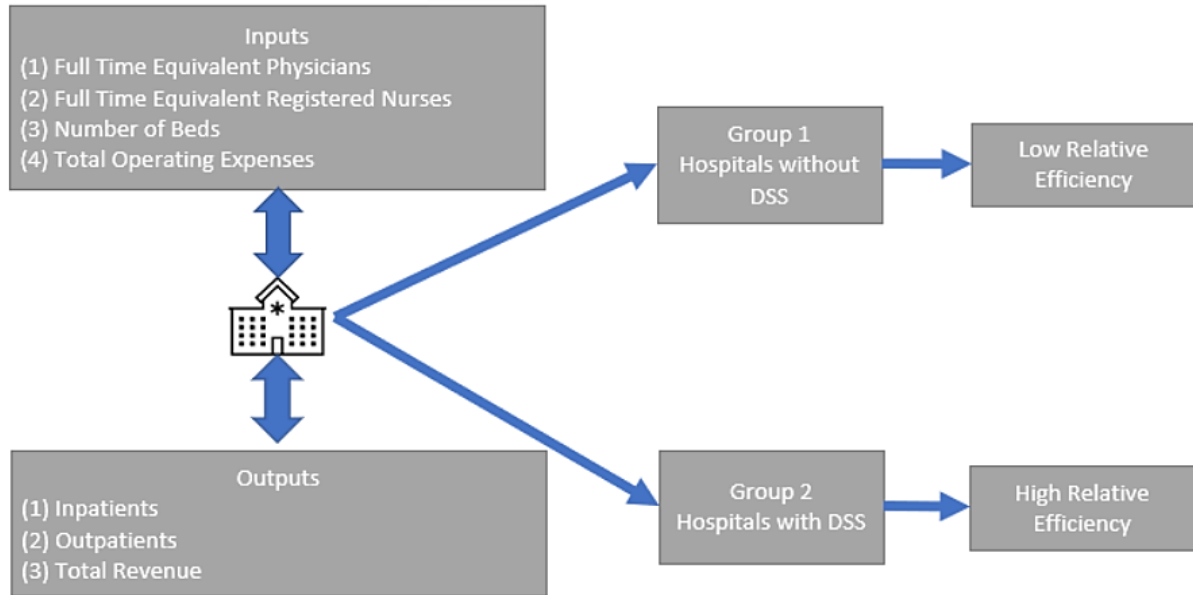 Inputs
(1) Full Time Equivalent Physicians
(2) Full Time Equivalent Registered Nurses
(3) Number of Beds
(4) Total Operating Expenses
Group 1
Hospitals without
DSS
Low Relative
Efficiency
Outputs
(1) Inpatients
(2) Outpatients
(3) Total Revenue
Group 2
Hospitals with DSS
High Relative
Efficiency